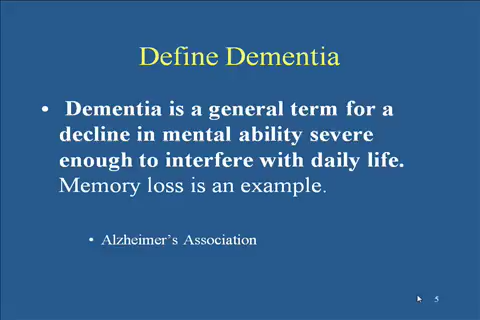 Define Dementia
• Dementia is a general term for a
decline in mental ability severe
enough to interfere with daily life.
Memory loss is an example.
• Alzheimer's Association
5